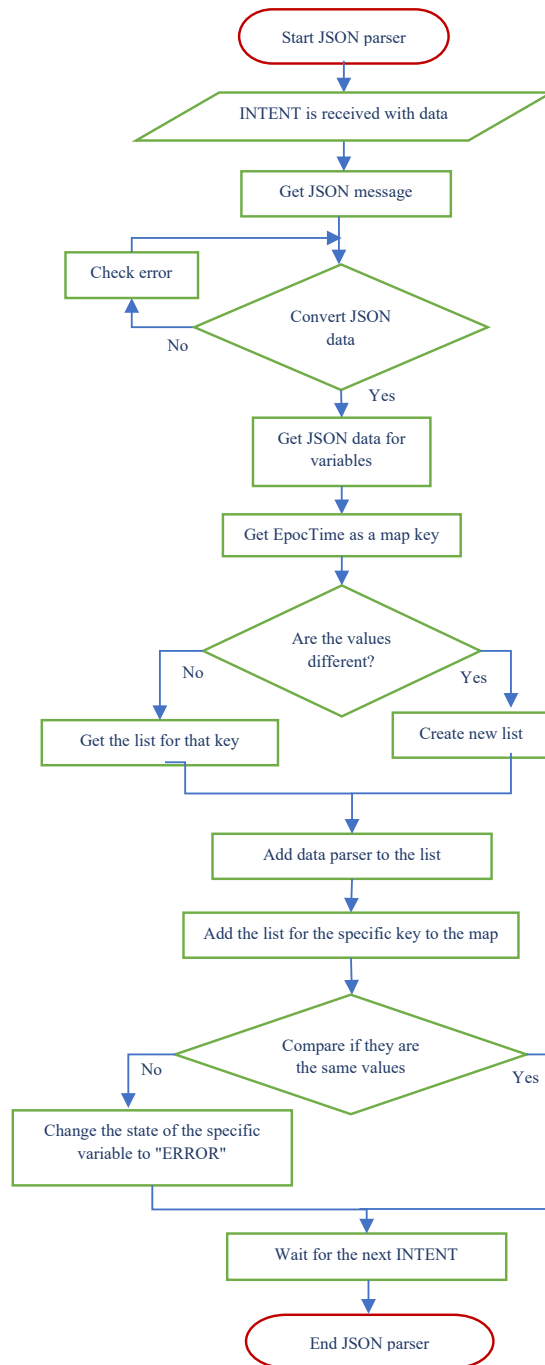 Start JSON parser
INTENT is received with data
Get JSON message
Check error
Convert JSON
data
No
Yes
Get JSON data for
variables
Get EpocTime as a map key
Are the values
different?
No
Yes
Get the list for that key
Create new list
Add data parser to the list
Add the list for the specific key to the map
Compare if they are
the same values
No
Yes
Change the state of the specific
variable to "ERROR"
Wait for the next INTENT
End JSON parser